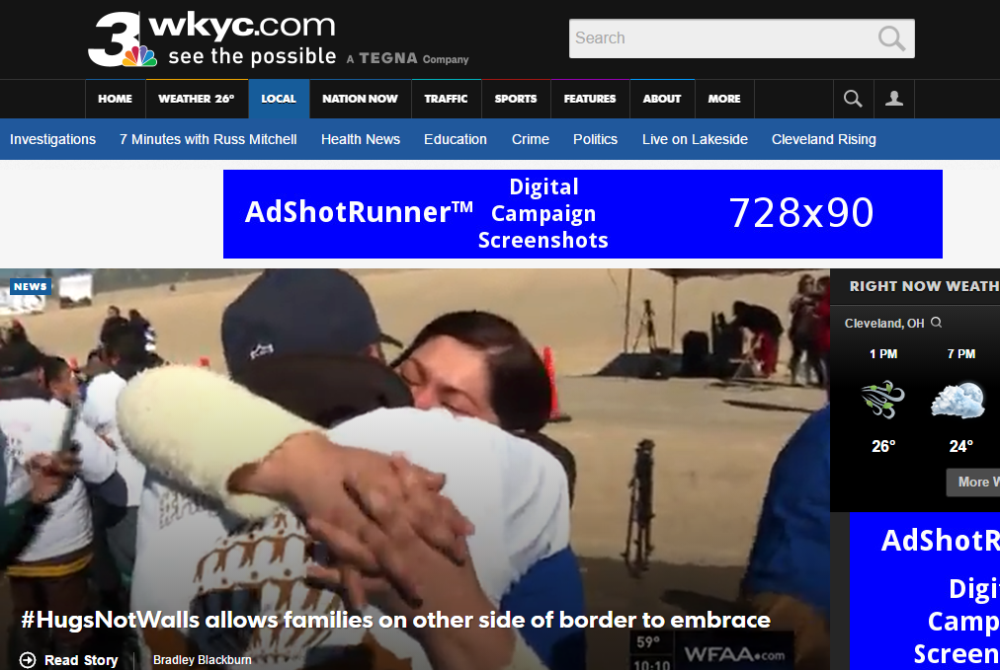 3 wkyc.com
see the possible A TEGNA Company
Search
HOME WEATHER 26° LOCAL NATION NOW TRAFFIC SPORTS FEATURES ABOUT MORE
Investigations 7 Minutes with Russ Mitchell Health News Education Crime Politics Live on Lakeside Cleveland Rising
AdShotRunner™ Digital Campaign Screenshots 728x90
NEWS
RIGHT NOW WEATH
Cleveland, OH
1 PM 7 PM
26° 24°
More W
AdShotR
Digi
Camp
Screen
#HugsNotWalls allows families on other side of border to embrace
Read Story Bradley Blackburn
59°
10:10
WFAA.com